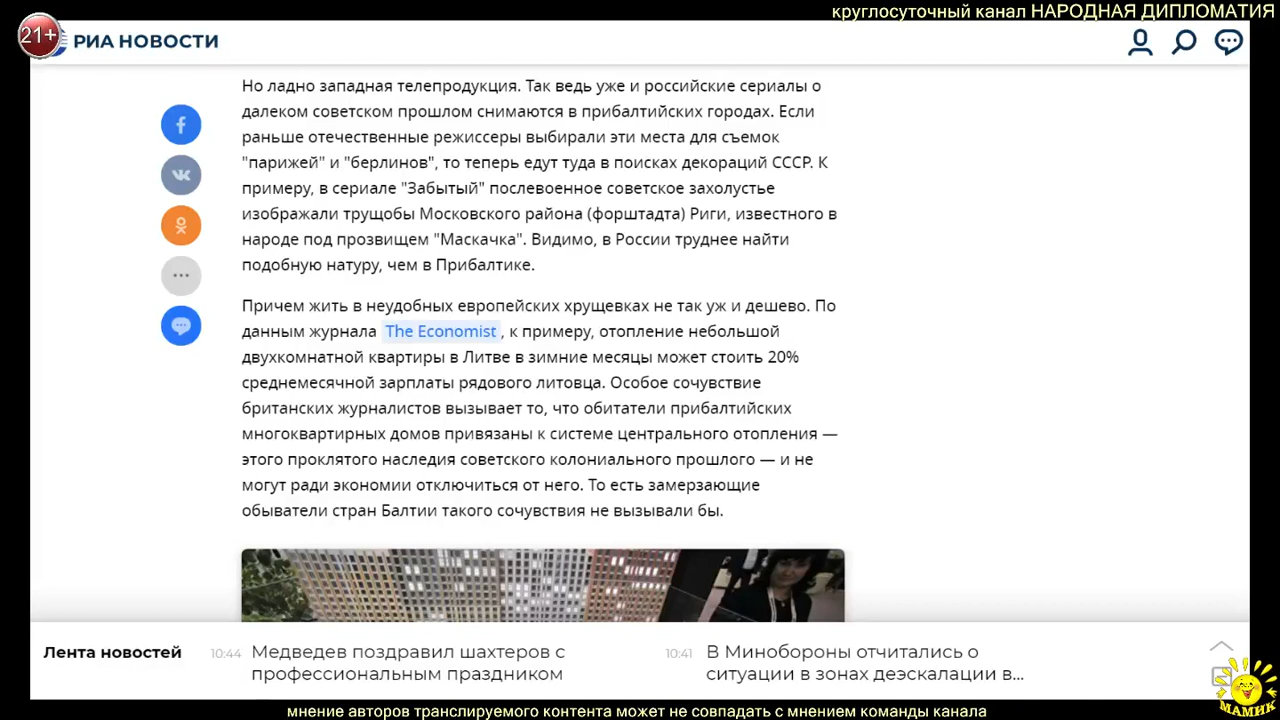 круглосуточный канал НАРОДНАЯ ДИПЛОМАТИЯ
21+
РИА НОВОСТИ
Но ладно западная телепродукция. Так ведь уже и российские сериалы о
далеком советском прошлом снимаются в прибалтийских городах. Если
раньше отечественные режиссеры выбирали эти места для съемок
"парижей" и "берлинов", то теперь едут туда в поисках декораций СССР. К
примеру, в сериале "Забытый" послевоенное советское захолустье
изображали трущобы Московского района (форштадта) Риги, известного в
народе под прозвищем "Маскачка". Видимо, в России труднее найти
подобную натуру, чем в Прибалтике.
Причем жить в неудобных европейских хрущевках не так уж и дешево. По
данным журнала The Economist, к примеру, отопление небольшой
двухкомнатной квартиры в Литве в зимние месяцы может стоить 20%
среднемесячной зарплаты рядового литовца. Особое сочувствие
британских журналистов вызывает то, что обитатели прибалтийских
многоквартирных домов привязаны к системе центрального отопления —
этого проклятого наследия советского колониального прошлого — и не
могут ради экономии отключиться от него. То есть замерзающие
обыватели стран Балтии такого сочувствия не вызывали бы.
Лента новостей
10:44 Медведев поздравил шахтеров с
профессиональным праздником
10:41 В Минобороны отчитались о
ситуации в зонах деэскалации в...
МАМИК
мнение авторов транслируемого контента может не совпадать с мнением команды канала